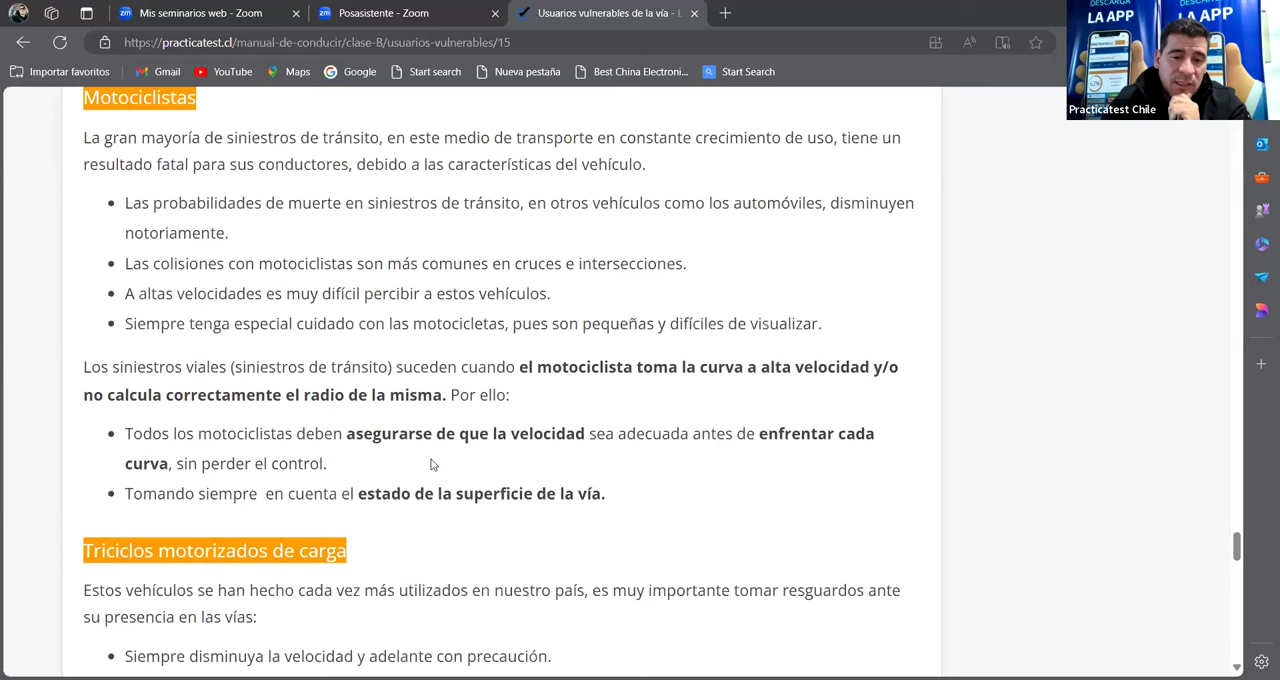 Mis seminarios web - Zoom
Posasistente - Zoom
Usuarios vulnerables de la vía - L
https://practicatest.cl/manual-de-conducir/clase-B/usuarios-vulnerables/15
Importar favoritos
Gmail
YouTube
Maps
Google
Start search
Nueva pestaña
Best China Electroni...
Start Search
DESCARGA
LA APP
LA APP
Practicatest Chile
Motociclistas
La gran mayoría de siniestros de tránsito, en este medio de transporte en constante crecimiento de uso, tiene un
resultado fatal para sus conductores, debido a las características del vehículo.
• Las probabilidades de muerte en siniestros de tránsito, en otros vehículos como los automóviles, disminuyen
notoriamente.
• Las colisiones con motociclistas son más comunes en cruces e intersecciones.
• A altas velocidades es muy difícil percibir a estos vehículos.
• Siempre tenga especial cuidado con las motocicletas, pues son pequeñas y difíciles de visualizar.
Los siniestros viales (siniestros de tránsito) suceden cuando el motociclista toma la curva a alta velocidad y/o
no calcula correctamente el radio de la misma. Por ello:
• Todos los motociclistas deben asegurarse de que la velocidad sea adecuada antes de enfrentar cada
curva, sin perder el control.
• Tomando siempre en cuenta el estado de la superficie de la vía.
Triciclos motorizados de carga
Estos vehículos se han hecho cada vez más utilizados en nuestro país, es muy importante tomar resguardos ante
su presencia en las vías:
• Siempre disminuya la velocidad y adelante con precaución.